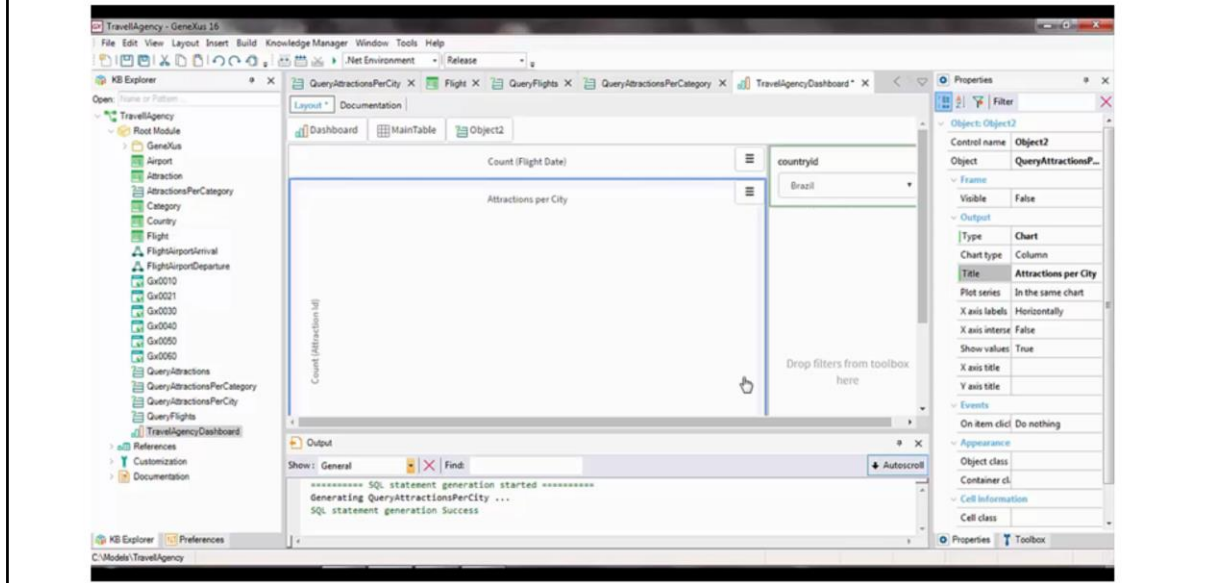 TravellAgency - GeneXus 16
File Edit View Layout Insert Build Knowledge Manager Window Tools Help
.Net Environment Release
KB Explorer
Open: Name or Pattern...
TravellAgency
Root Module
GeneXus
Airport
Attraction
AttractionsPerCategory
Category
Country
Flight
FlightAirportArrival
FlightAirportDeparture
Gx0010
Gx0021
Gx0030
Gx0040
Gx0050
Gx0060
QueryAttractions
QueryAttractionsPerCategory
QueryAttractionsPerCity
QueryFlights
TravelAgencyDashboard
References
Customization
Documentation
KB Explorer Preferences
C:\Models\TravellAgency
QueryAttractionsPerCity X Flight X QueryFlights X QueryAttractionsPerCategory X TravelAgencyDashboard * X
Layout * Documentation
Dashboard MainTable Object2
Count (Flight Date)
Attractions per City
Count (Attraction Id)
countryid
Brazil
Drop filters from toolbox
here
Output
Show: General Find: Autoscroll
========== SQL statement generation started ==========
Generating QueryAttractionsPerCity ...
SQL statement generation Success
Properties
Filter
Object: Object2
Control name Object2
Object QueryAttractionsP...
Frame
Visible False
Output
Type Chart
Chart type Column
Title Attractions per City
Plot series In the same chart
X axis labels Horizontally
X axis interse False
Show values True
X axis title
Y axis title
Events
On item clicl Do nothing
Appearance
Object class
Container cl
Cell information
Cell class
Properties Toolbox